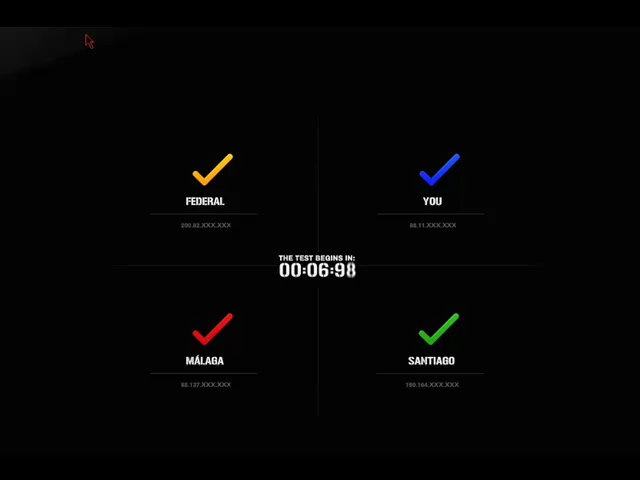 FEDERAL
200.82.XXX.XXX
YOU
88.11.XXX.XXX
THE TEST BEGINS IN:
00:06:98
MÁLAGA
85.137.XXX.XXX
SANTIAGO
190.164.XXX.XXX